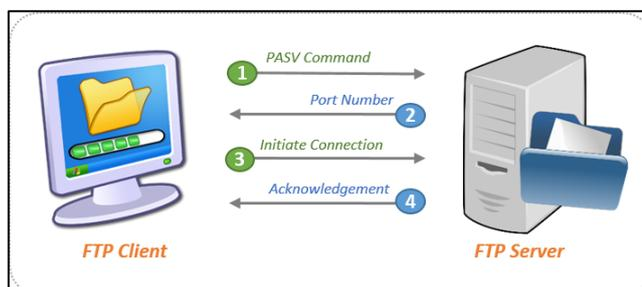 PASV Command
1
Port Number
2
Initiate Connection
3
Acknowledgement
4
FTP Client
FTP Server